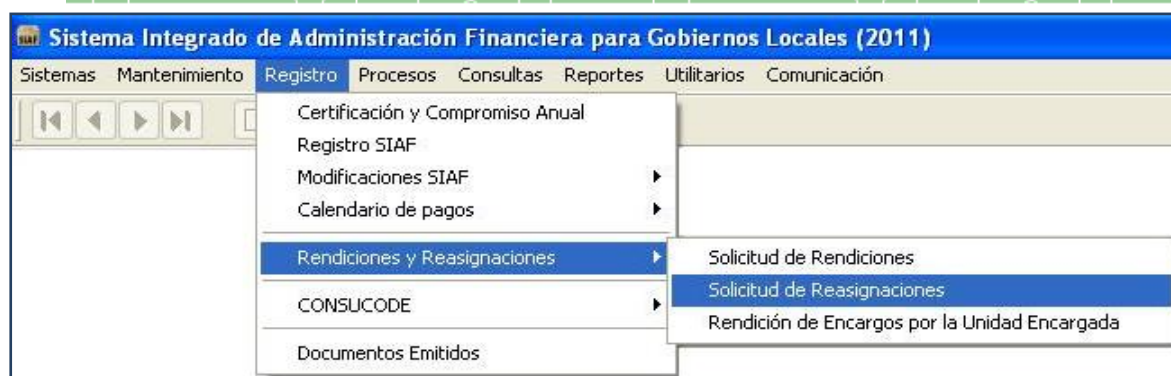 Sistema Integrado de Administración Financiera para Gobiernos Locales (2011)
Sistemas Mantenimiento Registro Procesos Consultas Reportes Utilitarios Comunicación
Certificación y Compromiso Anual
Registro SIAF
Modificaciones SIAF
Calendario de pagos
Rendiciones y Reasignaciones
CONSUCODE
Documentos Emitidos
Solicitud de Rendiciones
Solicitud de Reasignaciones
Rendición de Encargos por la Unidad Encargada